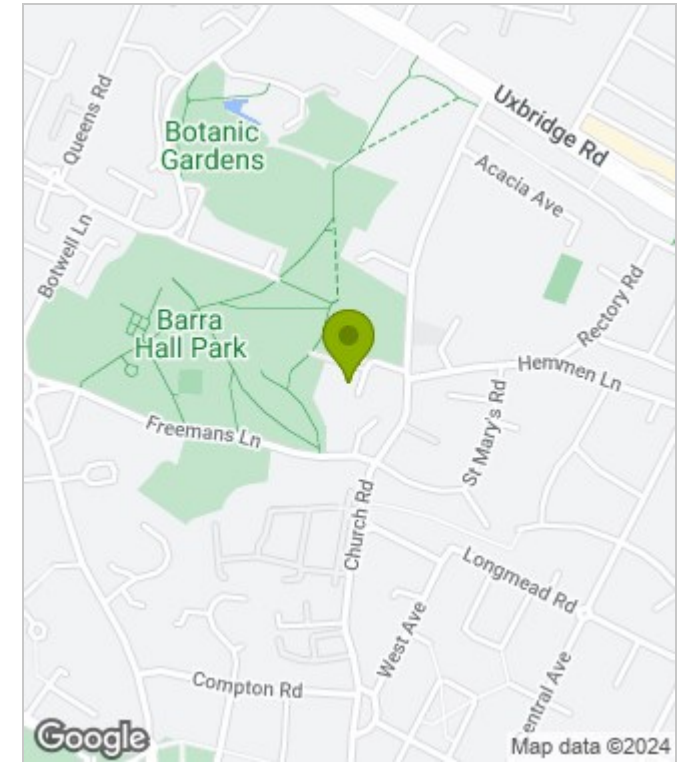 Uxbridge Rd
Queens Rd
Botanic
Gardens
Acacia Ave
Botwell Ln
Rectory Rd
Barra
Hall Park
Hemmen Ln
St Mary's Rd
Freemans Ln
Church Rd
Longmead Rd
West Ave
Compton Rd
entral Ave
Google
Map data ©2024